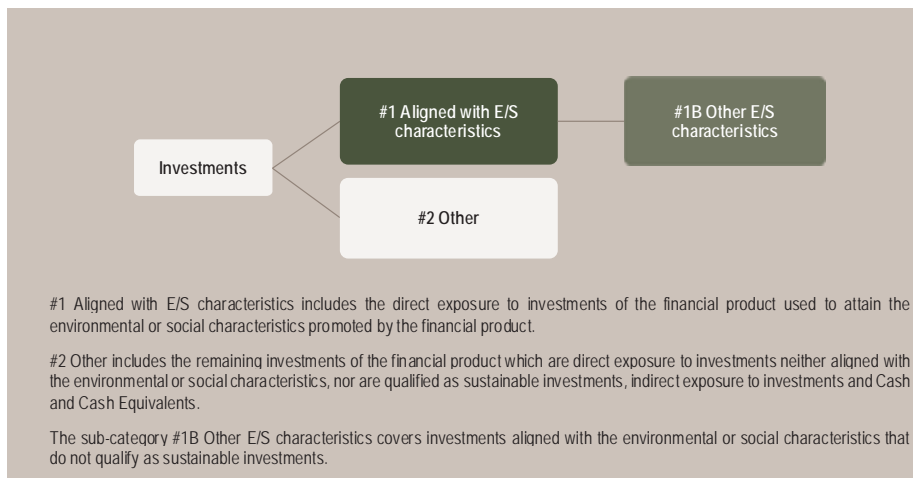 #1 Aligned with E/S
characteristics
#1B Other E/S
characteristics
Investments
#2 Other
#1 Aligned with E/S characteristics includes the direct exposure to investments of the financial product used to attain the
environmental or social characteristics promoted by the financial product.
#2 Other includes the remaining investments of the financial product which are direct exposure to investments neither aligned with
the environmental or social characteristics, nor are qualified as sustainable investments, indirect exposure to investments and Cash
and Cash Equivalents.
The sub-category #1B Other E/S characteristics covers investments aligned with the environmental or social characteristics that
do not qualify as sustainable investments.